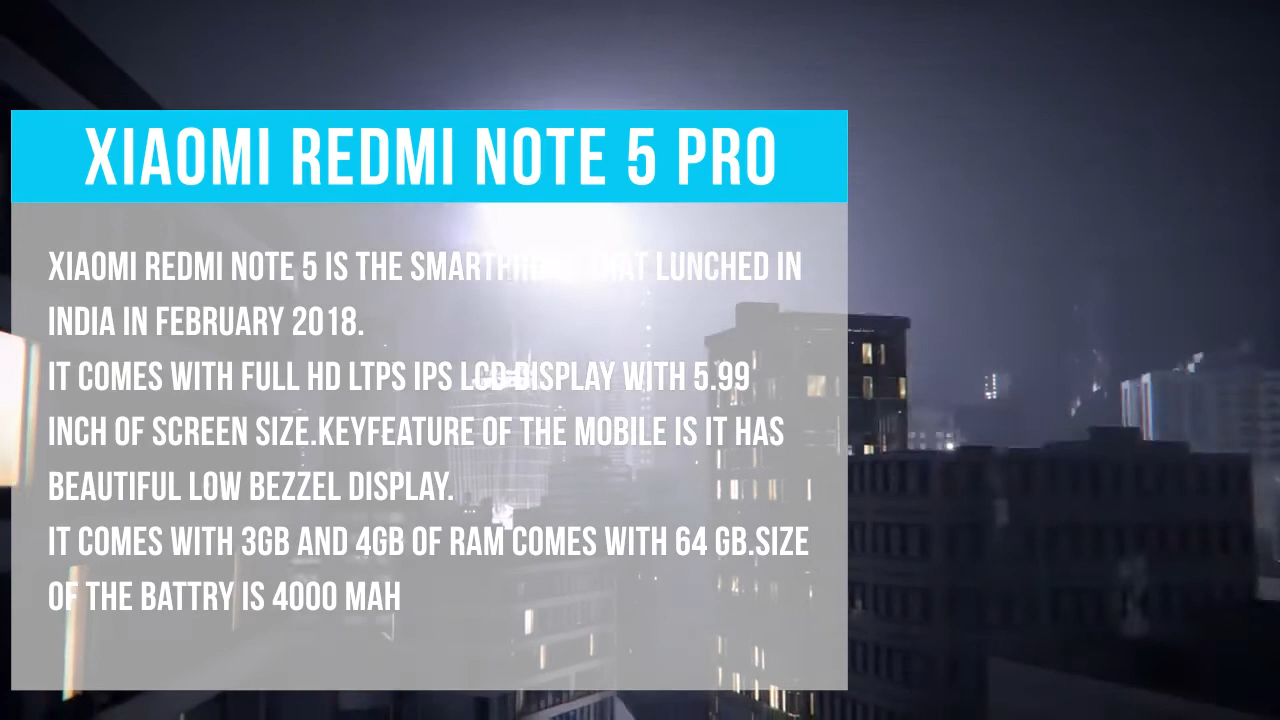 XIAOMI REDMI NOTE 5 PRO
XIAOMI REDMI NOTE 5 IS THE SMARTPHONE THAT LUNCHED IN
INDIA IN FEBRUARY 2018.
IT COMES WITH FULL HD LTPS IPS LCD DISPLAY WITH 5.99'
INCH OF SCREEN SIZE.KEYFEATURE OF THE MOBILE IS IT HAS
BEAUTIFUL LOW BEZZEL DISPLAY.
IT COMES WITH 3GB AND 4GB OF RAM COMES WITH 64 GB.SIZE
OF THE BATTRY IS 4000 MAH